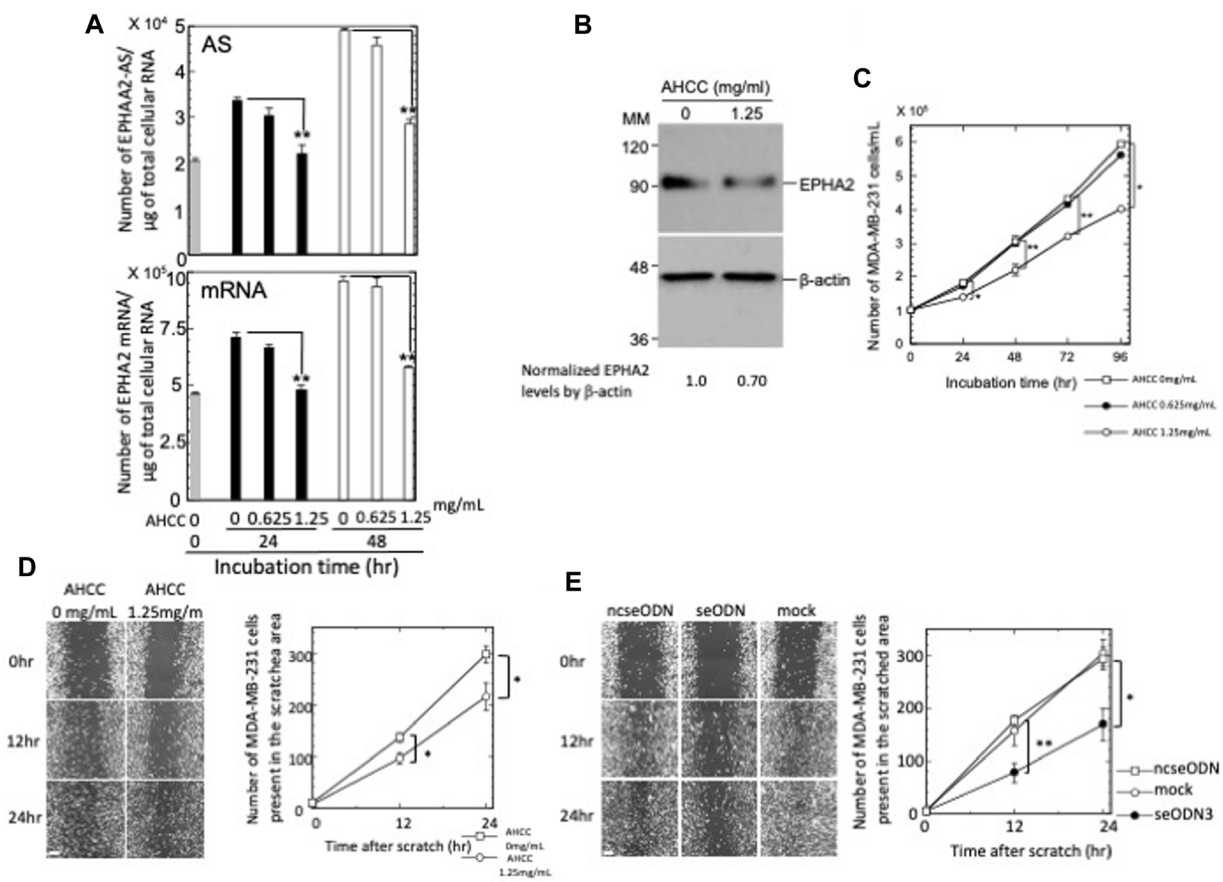 A
X 10⁴
5
4
3
2
1
0
AS
**
**
Number of EPHAA2-AS/
µg of total cellular RNA
X 10⁵
10
7.5
5
2.5
0
mRNA
**
**
Number of EPHA2 mRNA/
µg of total cellular RNA
AHCC 0 0 0.625 1.25 0 0.625 1.25 mg/mL
0 24 48
Incubation time (hr)
B
AHCC (mg/ml)
0 1.25
MM
120
90
EPHA2
48
β-actin
36
Normalized EPHA2
levels by β-actin
1.0 0.70
C
6
5
4
3
2
1
0
Number of MDA-MB-231 cells/mL
*
**
**
*
0 24 48 72 96
Incubation time (hr)
AHCC 0mg/mL
AHCC 0.625mg/mL
AHCC 1.25mg/mL
D
AHCC AHCC
0 mg/mL 1.25mg/m
0hr
12hr
24hr
Number of MDA-MB-231 cells
present in the scratchea area
300
200
100
0
*
*
0 12 24
Time after scratch (hr)
AHCC
0mg/mL
AHCC
1.25mg/mL
E
ncseODN seODN mock
0hr
12hr
24hr
Number of MDA-MB-231 cells
present in the scratched area
300
200
100
0
**
*
0 12 24
Time after scratch (hr)
ncseODN
mock
seODN3